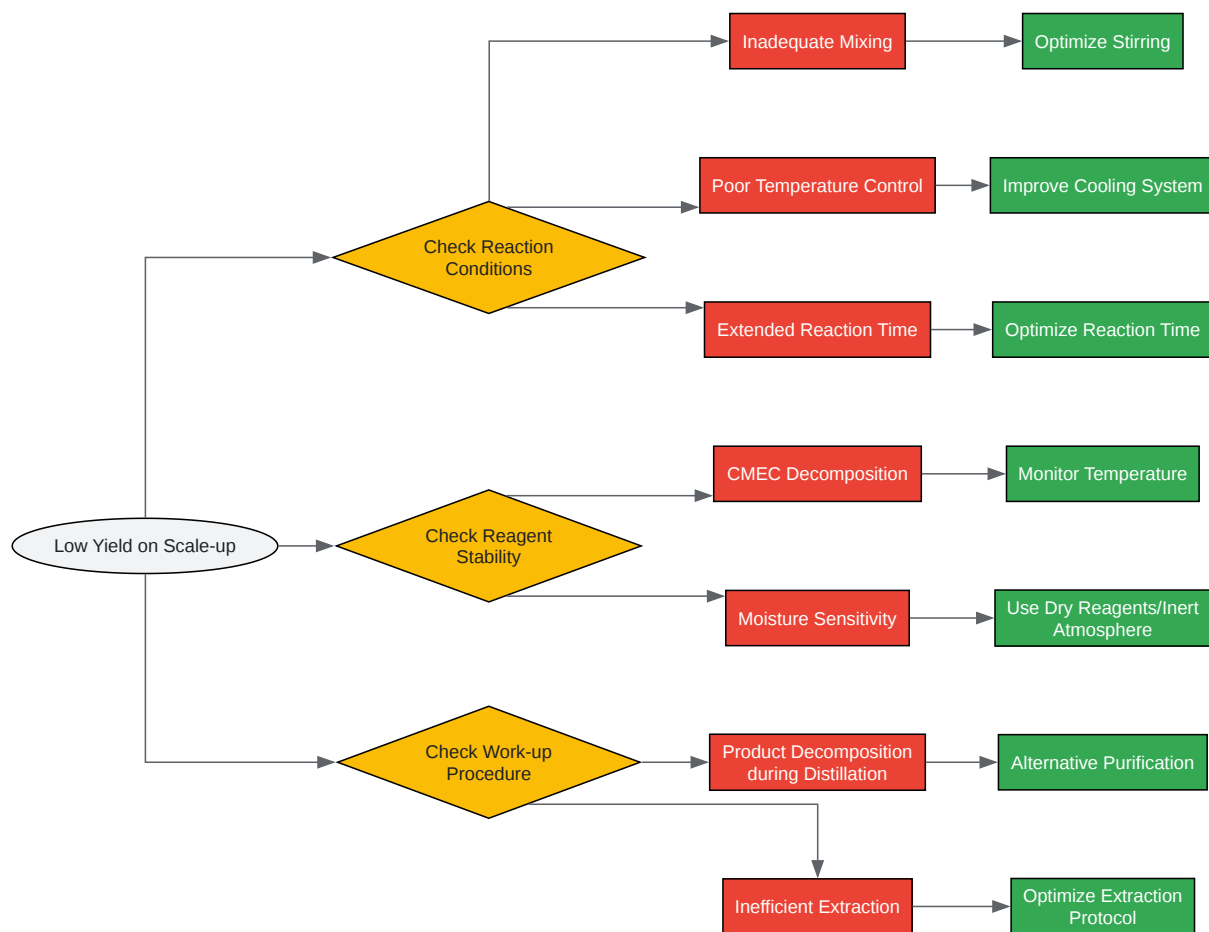 Inadequate Mixing
Optimize Stirring
Poor Temperature Control
Improve Cooling System
Check Reaction
Conditions
Extended Reaction Time
Optimize Reaction Time
CMEC Decomposition
Monitor Temperature
Low Yield on Scale-up
Check Reagent
Stability
Moisture Sensitivity
Use Dry Reagents/Inert
Atmosphere
Check Work-up
Procedure
Product Decomposition
during Distillation
Alternative Purification
Inefficient Extraction
Optimize Extraction
Protocol